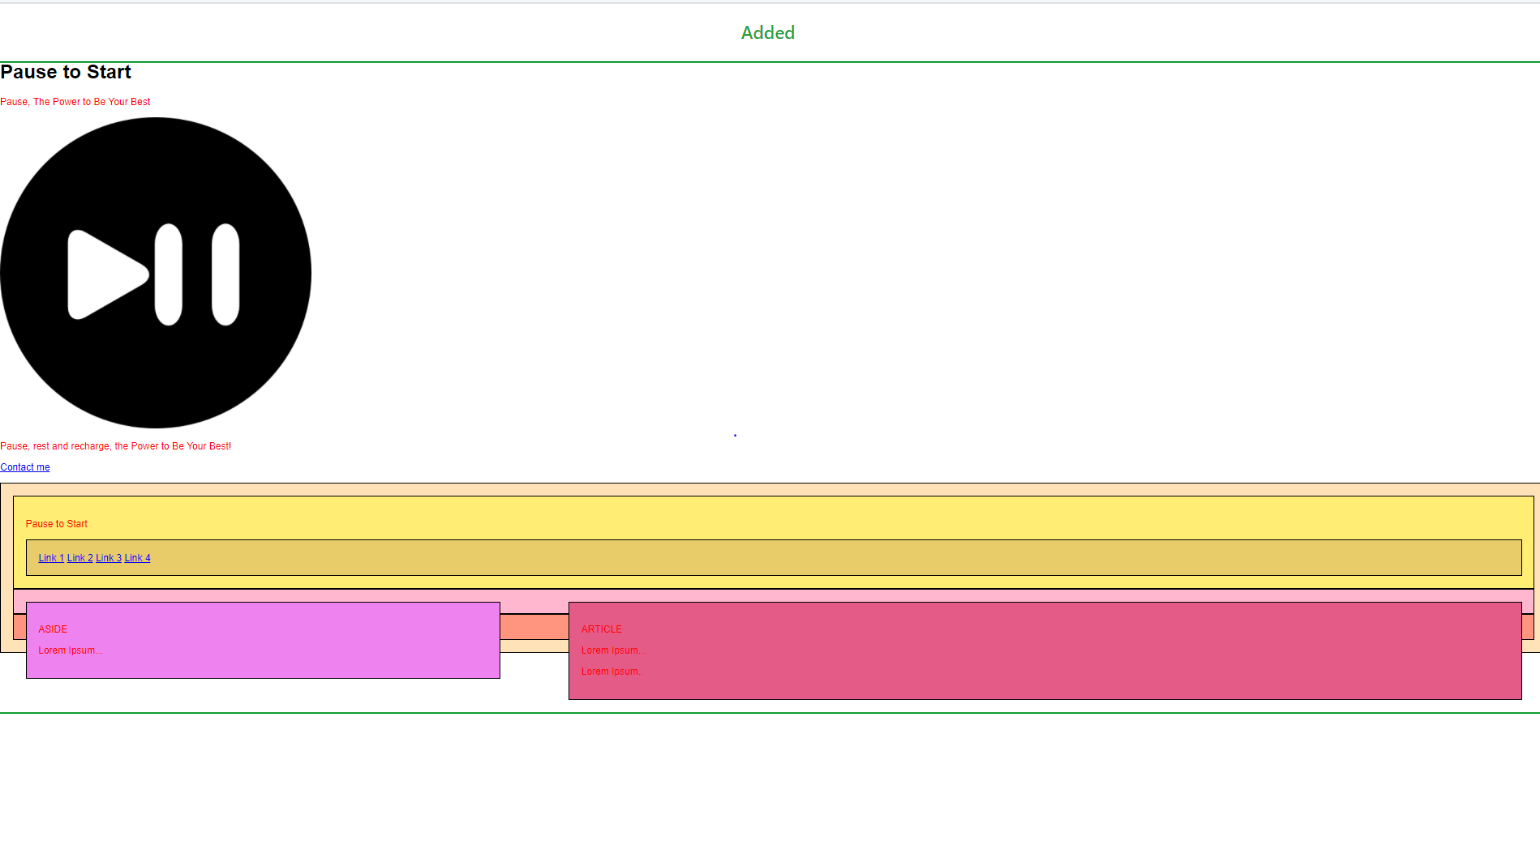 Added
Pause to Start
Pause, The Power to Be Your Best
Pause, rest and recharge, the Power to Be Your Best!
Contact me
Pause to Start
Link 1 Link 2 Link 3 Link 4
ASIDE
Lorem Ipsum...
ARTICLE
Lorem Ipsum...
Lorem Ipsum..